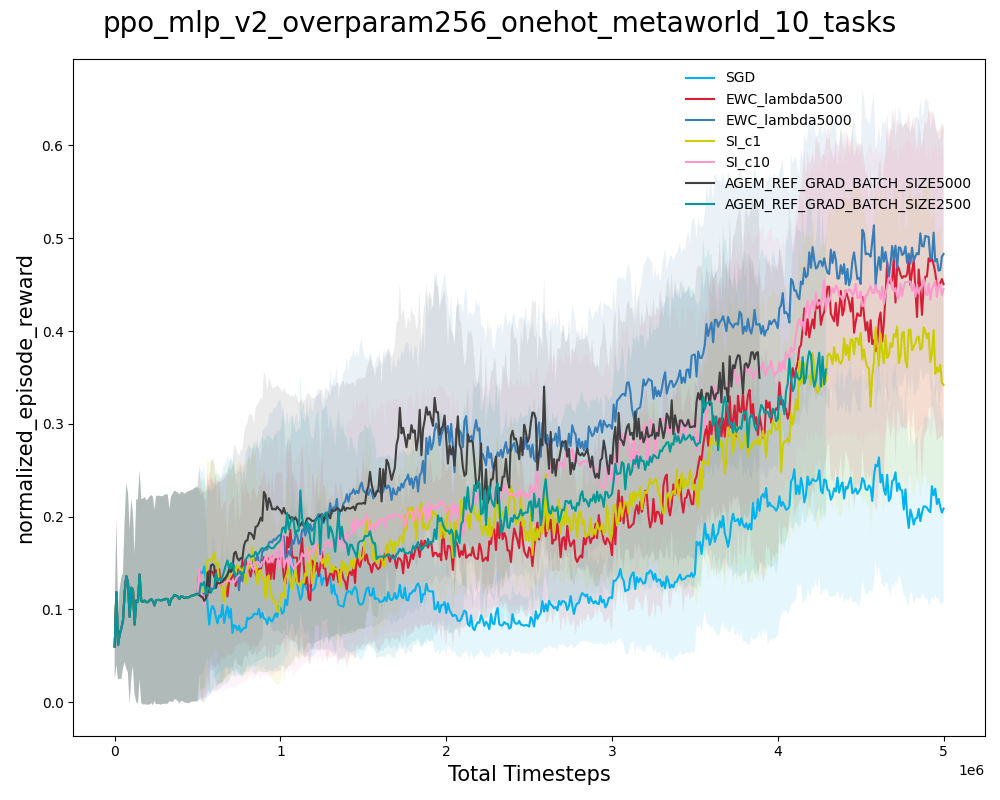 ppo_mlp_v2_overparam256_onehot_metaworld_10_tasks
SGD
EWC_lambda500
EWC_lambda5000
SI_c1
SI_c10
AGEM_REF_GRAD_BATCH_SIZE5000
AGEM_REF_GRAD_BATCH_SIZE2500
normalized_episode_reward
0.6
0.5
0.4
0.3
0.2
0.1
0.0
0 1 2 3 4 5
1e6
Total Timesteps